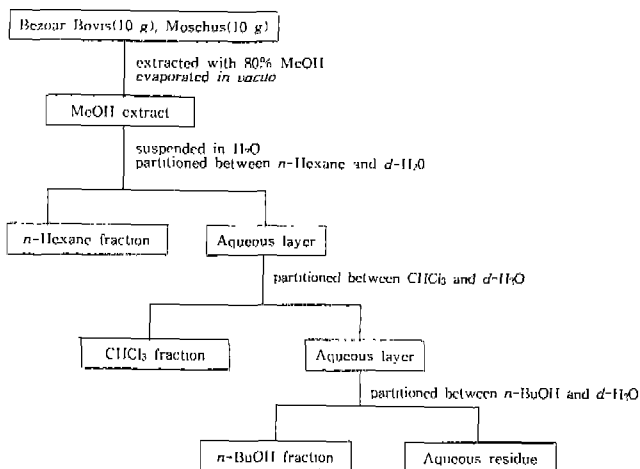 Bezoar Bovis(10 g), Moschus(10 g)
extracted with 80% MeOH
evaporated in vacuo
MeOH extract
suspended in H₂O
partitioned between n-Hexane and d-H₂0
n-Hexane fraction
Aqueous layer
partitioned between CHCl₃ and d-H₂O
CHCl₃ fraction
Aqueous layer
partitioned between n-BuOH and d-H₂O
n-BuOH fraction
Aqueous residue